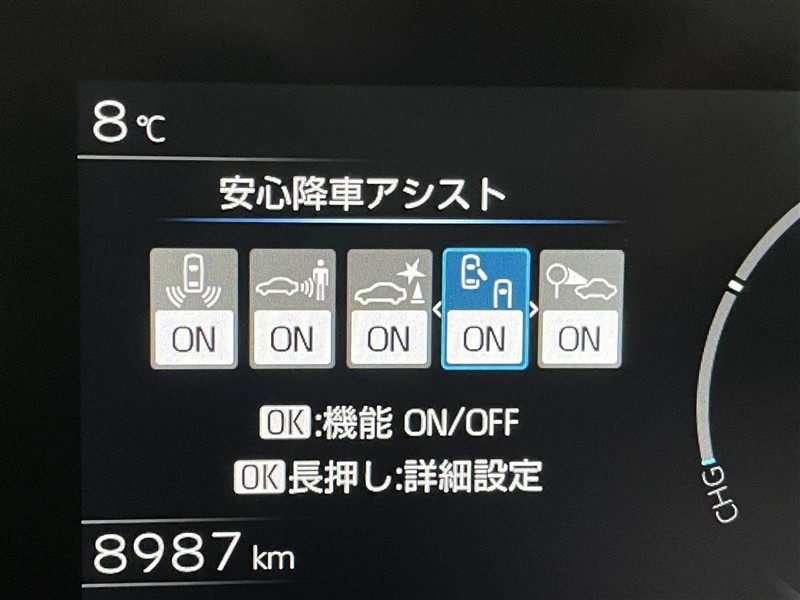 8℃
安心降車アシスト
ON ON ON ON ON
OK:機能 ON/OFF
OK長押し:詳細設定
CHG
8987 km